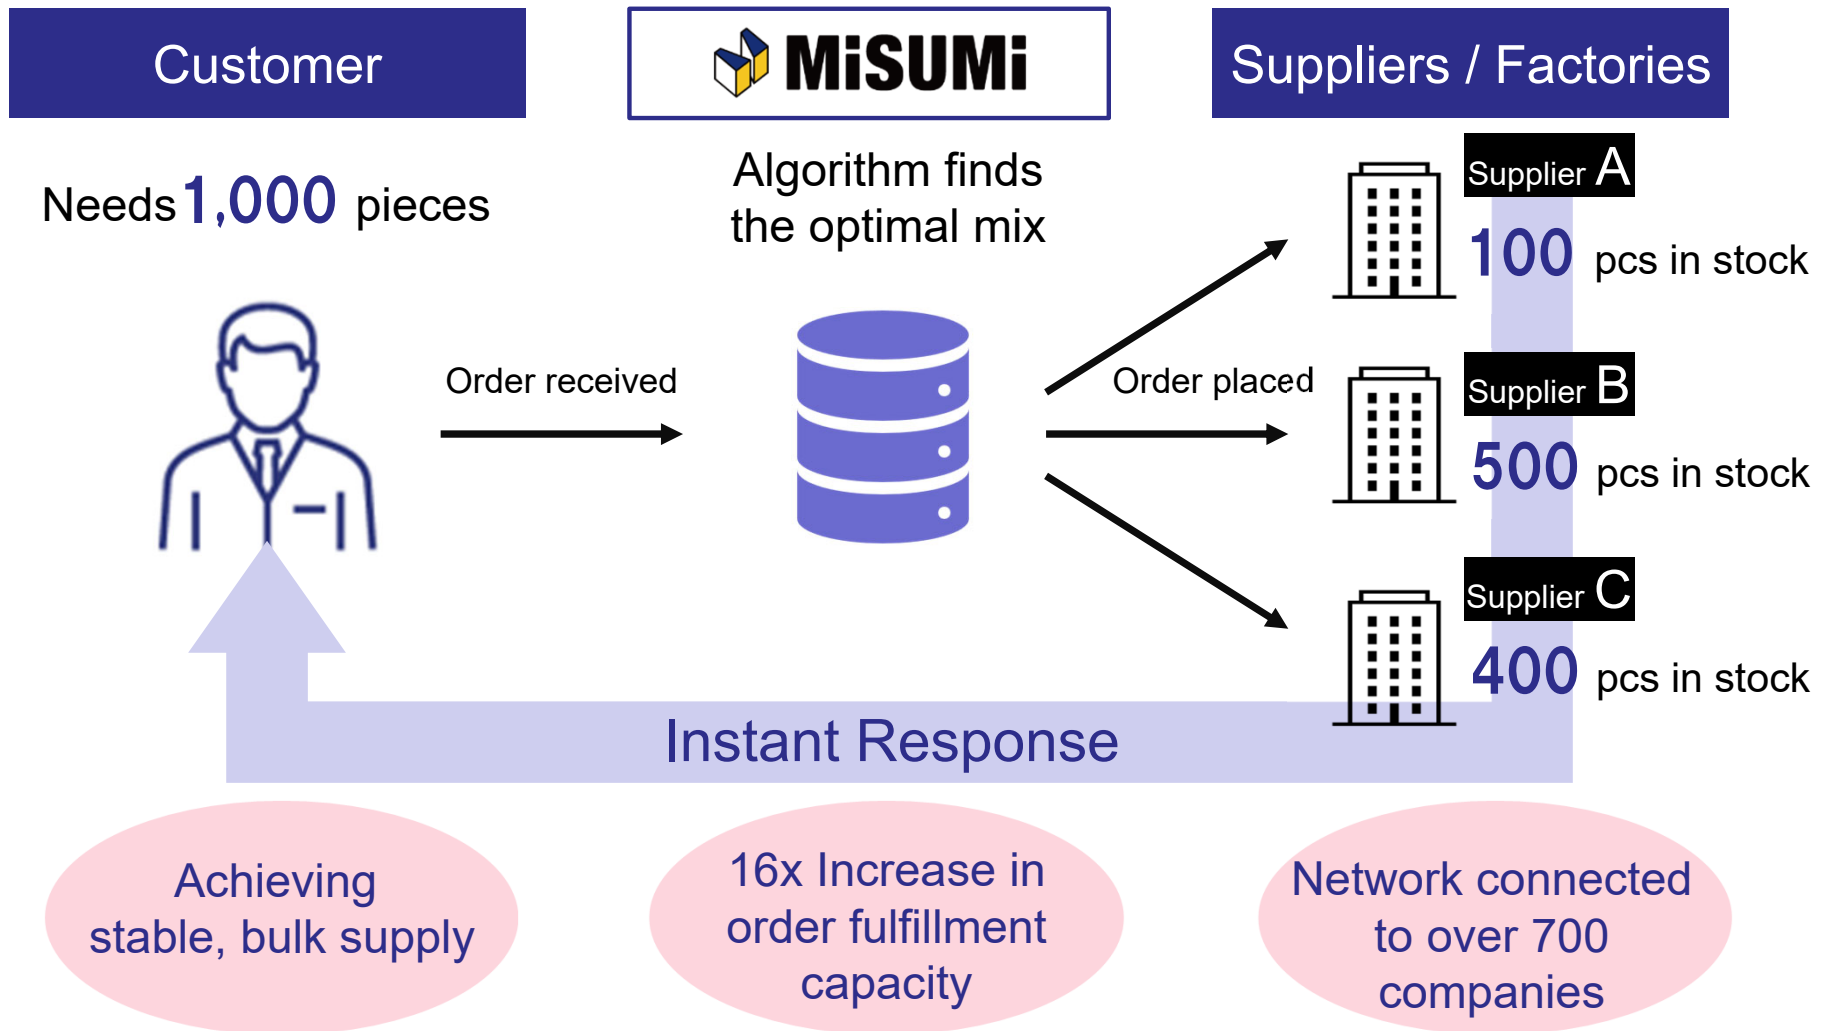 Customer
MiSUMi
Suppliers / Factories
Needs 1,000 pieces
Algorithm finds
the optimal mix
Supplier A
100 pcs in stock
Order received
Order placed
Supplier B
500 pcs in stock
Supplier C
400 pcs in stock
Instant Response
Achieving
stable, bulk supply
16x Increase in
order fulfillment
capacity
Network connected
to over 700
companies